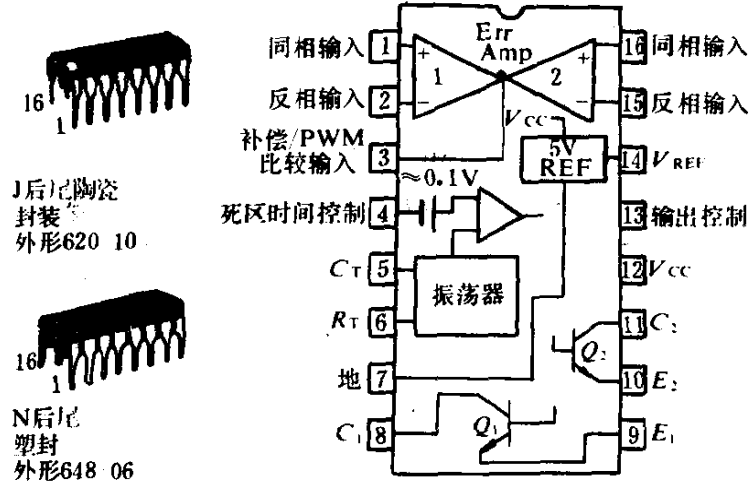 16
1
J后尾陶瓷
封装
外形620 10
16
1
N后尾
塑封
外形648 06
同相输入 1
反相输入 2
补偿/PWM
比较输入 3
≈0.1V
死区时间控制 4
CT 5
RT 6
地 7
C1 8
Err
Amp
+
1
−
+
2
−
VCC
5V
REF
振荡器
Q2
Q1
16 同相输入
15 反相输入
14 VREF
13 输出控制
12 VCC
11 C2
10 E2
9 E1